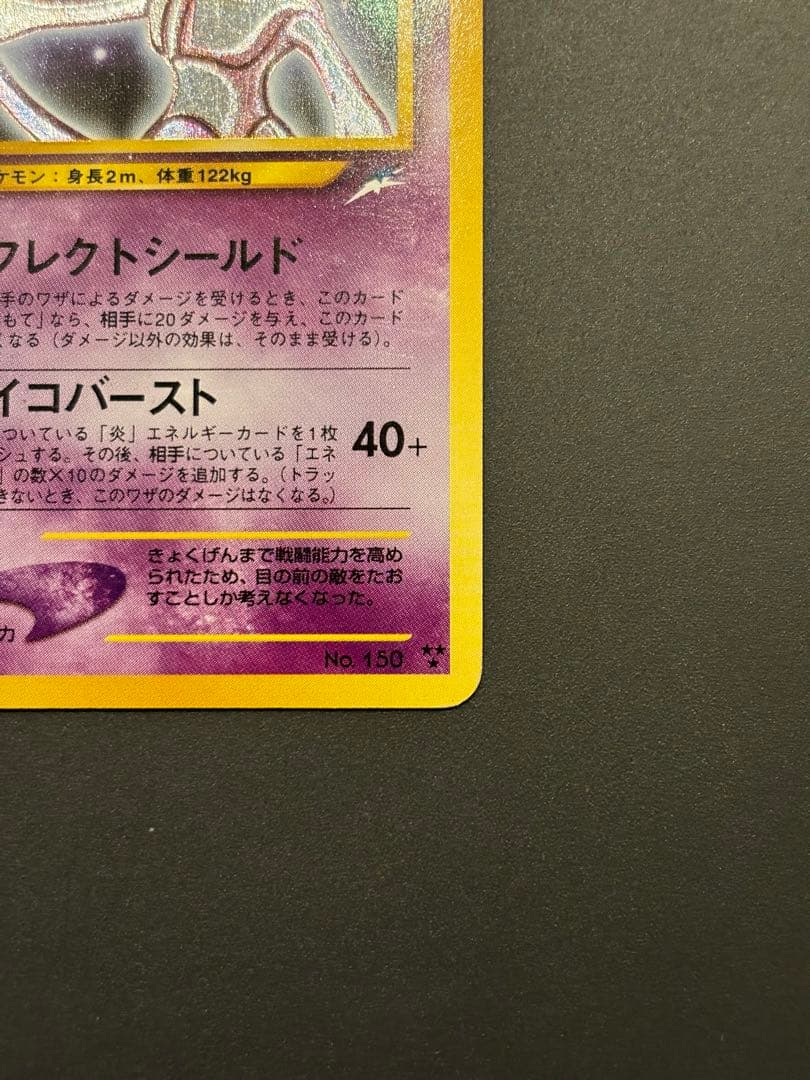 ケモン：身長2m、体重122kg
フレクトシールド
手のワザによるダメージを受けるとき、このカード
もて」なら、相手に20ダメージを与え、このカード
くなる（ダメージ以外の効果は、そのまま受ける）。
イコバースト
ついている「炎」エネルギーカードを1枚
シュする。その後、相手についている「エネ
」の数×10のダメージを追加する。（トラッ
きないとき、このワザのダメージはなくなる。）
40+
きょくげんまで戦闘能力を高め
られたため、目の前の敵をたお
すことしか考えなくなった。
力
No. 150 ★★★